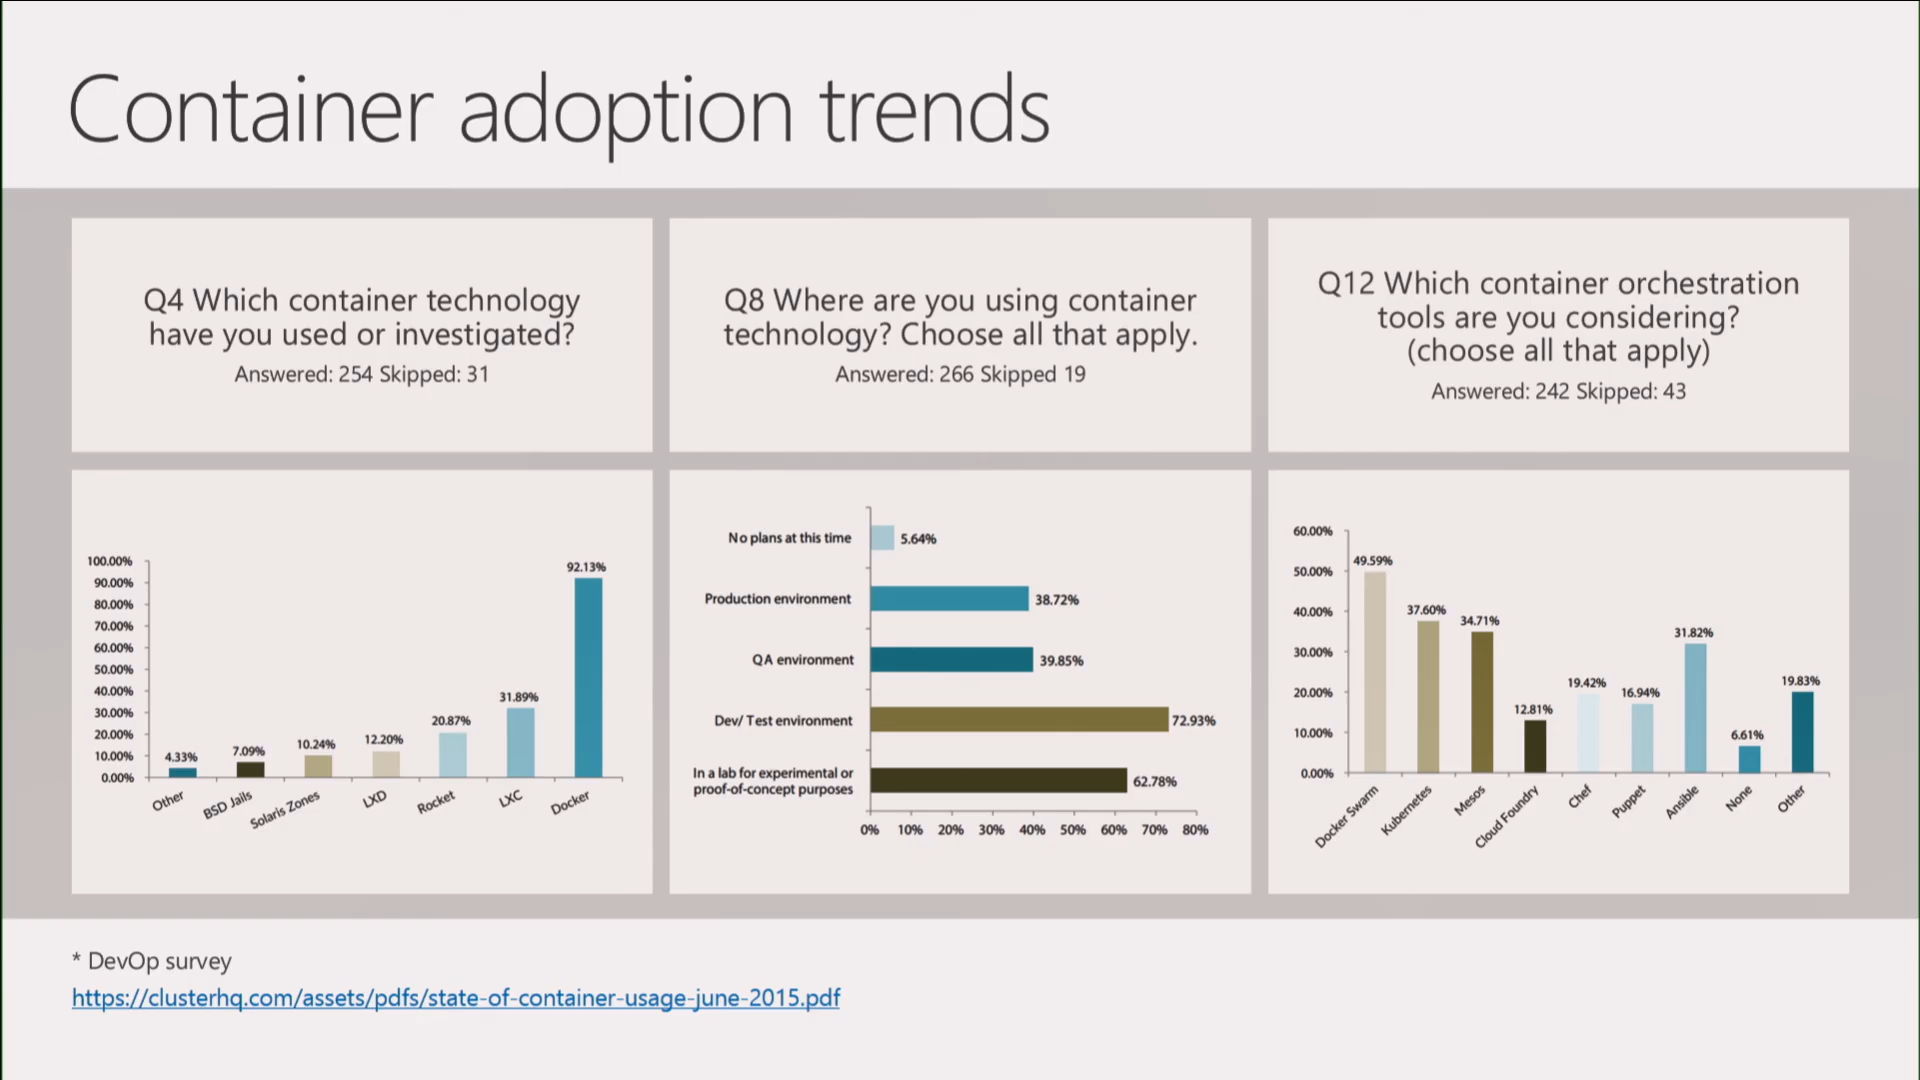 Container adoption trends
Q4 Which container technology
have you used or investigated?
Answered: 254 Skipped: 31
Q8 Where are you using container
technology? Choose all that apply.
Answered: 266 Skipped 19
Q12 Which container orchestration
tools are you considering?
(choose all that apply)
Answered: 242 Skipped: 43
100.00%
90.00%
80.00%
70.00%
60.00%
50.00%
40.00%
30.00%
20.00%
10.00%
0.00%
4.33%
7.09%
10.24%
12.20%
20.87%
31.89%
92.13%
Other
BSD Jails
Solaris Zones
LXD
Rocket
LXC
Docker
No plans at this time
5.64%
Production environment
38.72%
QA environment
39.85%
Dev/ Test environment
72.93%
In a lab for experimental or
proof-of-concept purposes
62.78%
0% 10% 20% 30% 40% 50% 60% 70% 80%
60.00%
50.00%
40.00%
30.00%
20.00%
10.00%
0.00%
49.59%
37.60%
34.71%
12.81%
19.42%
16.94%
31.82%
6.61%
19.83%
Docker Swarm
Kubernetes
Mesos
Cloud Foundry
Chef
Puppet
Ansible
None
Other
* DevOp survey
https://clusterhq.com/assets/pdfs/state-of-container-usage-june-2015.pdf